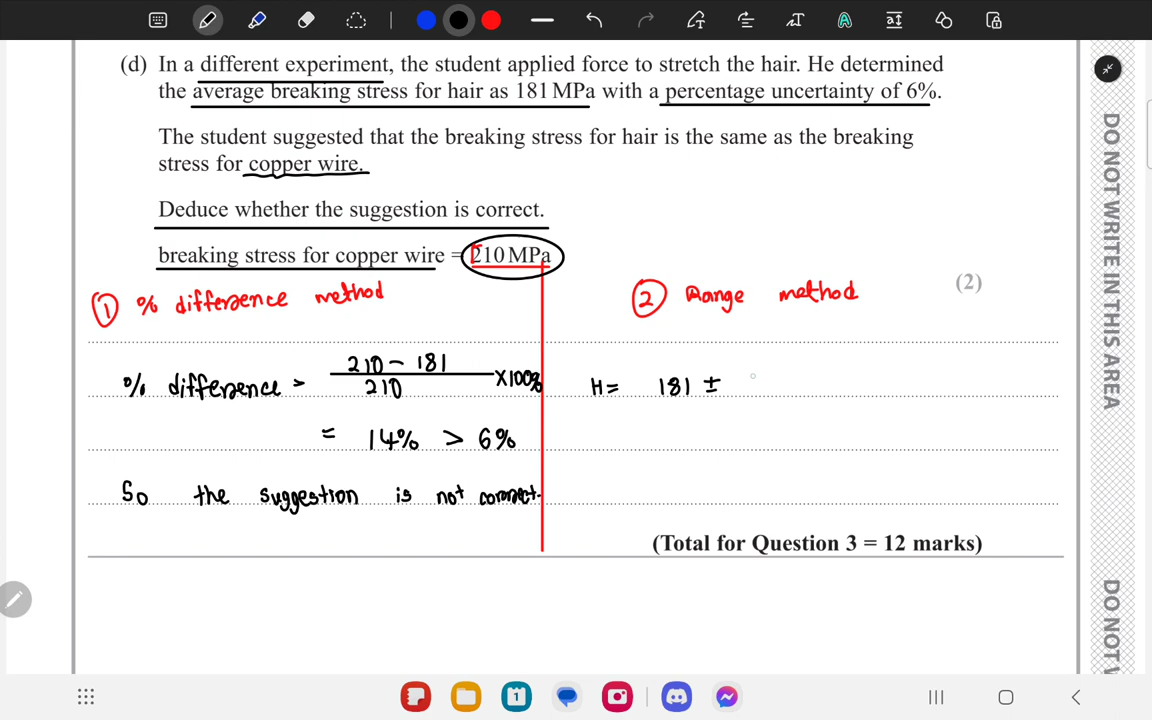 (d) In a different experiment, the student applied force to stretch the hair. He determined
the average breaking stress for hair as 181 MPa with a percentage uncertainty of 6%.
The student suggested that the breaking stress for hair is the same as the breaking
stress for copper wire.
Deduce whether the suggestion is correct.
breaking stress for copper wire = 210 MPa
(2)
① % difference method
② Range method
% difference = 210 - 181 / 210 ×100%
= 14% > 6%
So the suggestion is not correct.
H = 181 ±
(Total for Question 3 = 12 marks)
DO NOT WRITE IN THIS AREA
DO NOT
1